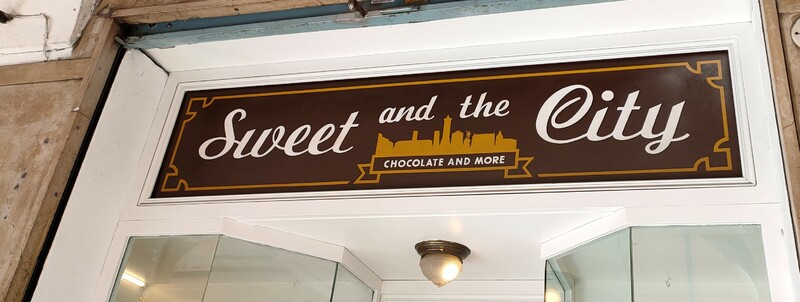 Sweet and the City
CHOCOLATE AND MORE